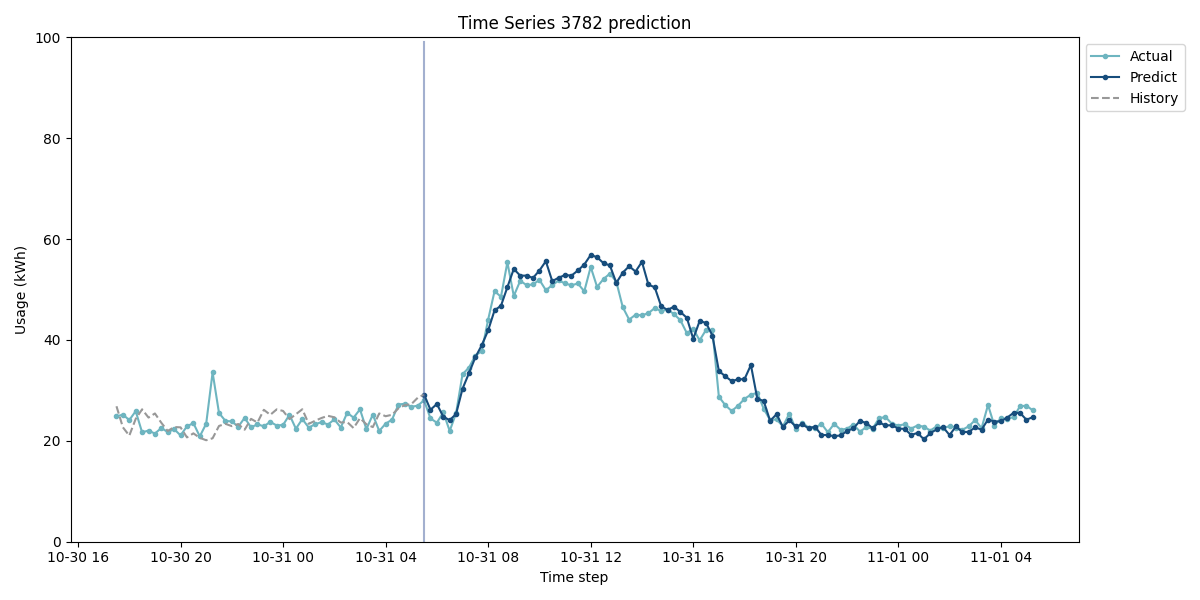 Time Series 3782 prediction
Actual
Predict
History
Usage (kWh)
100
80
60
40
20
0
10-30 16
10-30 20
10-31 00
10-31 04
10-31 08
10-31 12
10-31 16
10-31 20
11-01 00
11-01 04
Time step